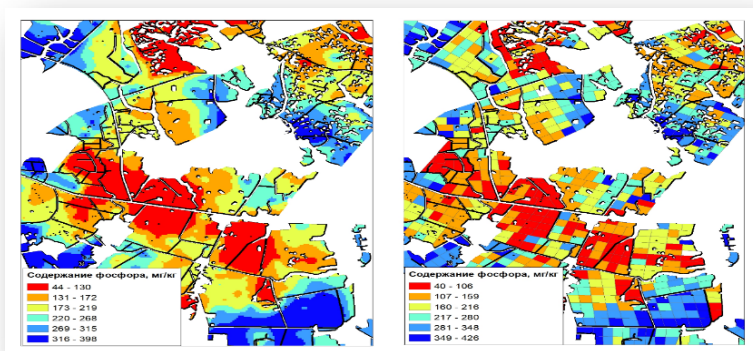 Содержание фосфора, мг/кг
44 - 130
131 - 172
173 - 219
220 - 268
269 - 315
316 - 398
Содержание фосфора, мг/кг
40 - 106
107 - 159
160 - 216
217 - 280
281 - 348
349 - 426